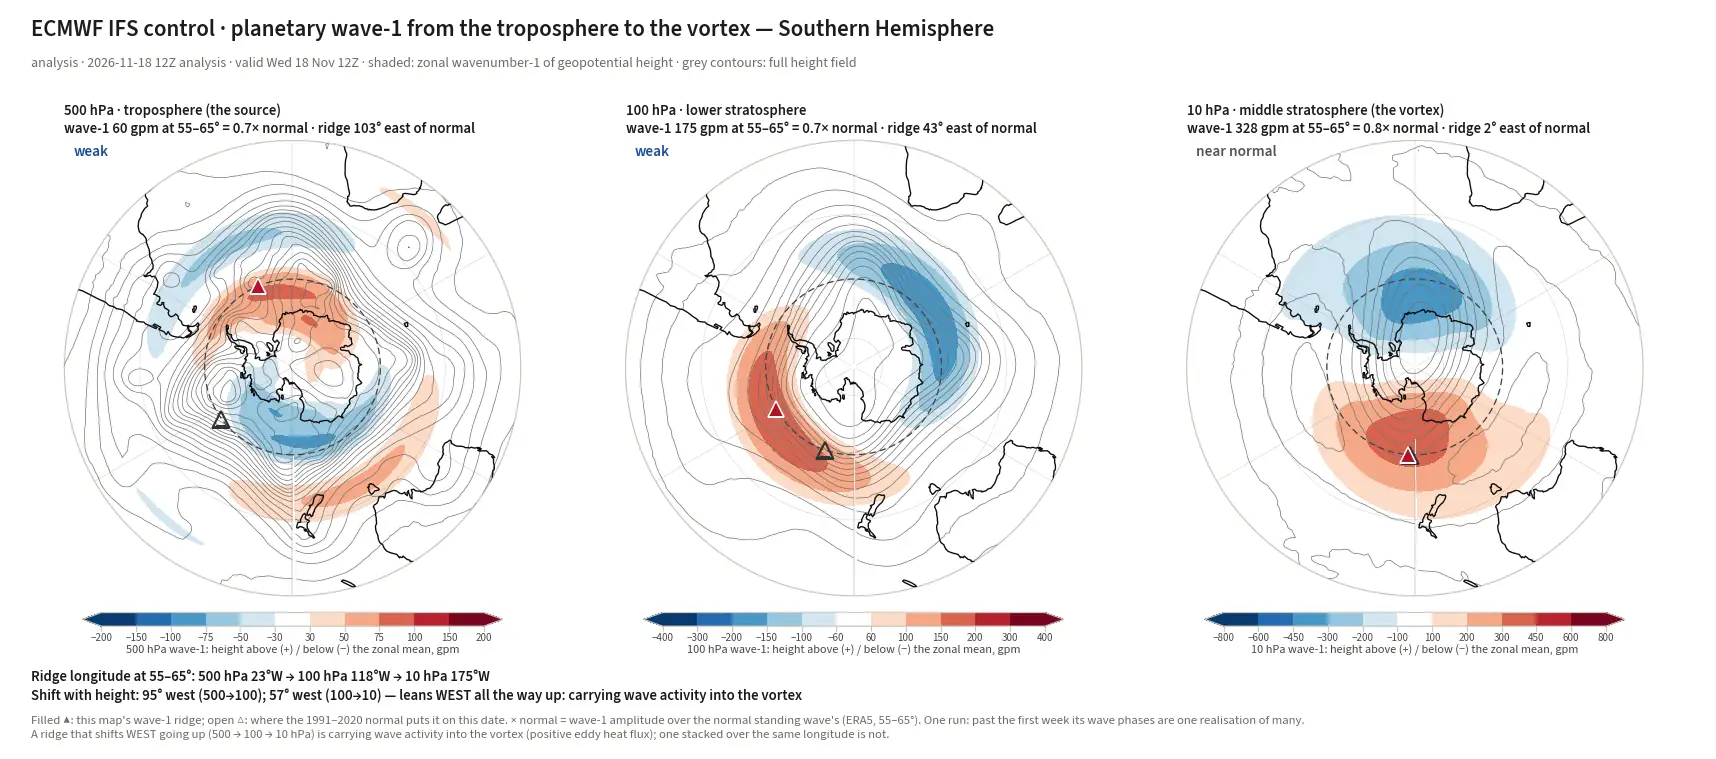 ECMWF IFS control · planetary wave-1 from the troposphere to the vortex — Southern Hemisphere
analysis · 2026-11-18 12Z analysis · valid Wed 18 Nov 12Z · shaded: zonal wavenumber-1 of geopotential height · grey contours: full height field
500 hPa · troposphere (the source)
wave-1 60 gpm at 55–65° = 0.7× normal · ridge 103° east of normal
weak
100 hPa · lower stratosphere
wave-1 175 gpm at 55–65° = 0.7× normal · ridge 43° east of normal
weak
10 hPa · middle stratosphere (the vortex)
wave-1 328 gpm at 55–65° = 0.8× normal · ridge 2° east of normal
near normal
−200 −150 −100 −75 −50 −30 30 50 75 100 150 200
500 hPa wave-1: height above (+) / below (−) the zonal mean, gpm
−400 −300 −200 −150 −100 −60 60 100 150 200 300 400
100 hPa wave-1: height above (+) / below (−) the zonal mean, gpm
−800 −600 −450 −300 −200 −100 100 200 300 450 600 800
10 hPa wave-1: height above (+) / below (−) the zonal mean, gpm
Ridge longitude at 55–65°: 500 hPa 23°W → 100 hPa 118°W → 10 hPa 175°W
Shift with height: 95° west (500→100); 57° west (100→10) — leans WEST all the way up: carrying wave activity into the vortex
Filled ▲: this map's wave-1 ridge; open △: where the 1991–2020 normal puts it on this date. × normal = wave-1 amplitude over the normal standing wave's (ERA5, 55–65°). One run: past the first week its wave phases are one realisation of many.
A ridge that shifts WEST going up (500 → 100 → 10 hPa) is carrying wave activity into the vortex (positive eddy heat flux); one stacked over the same longitude is not.